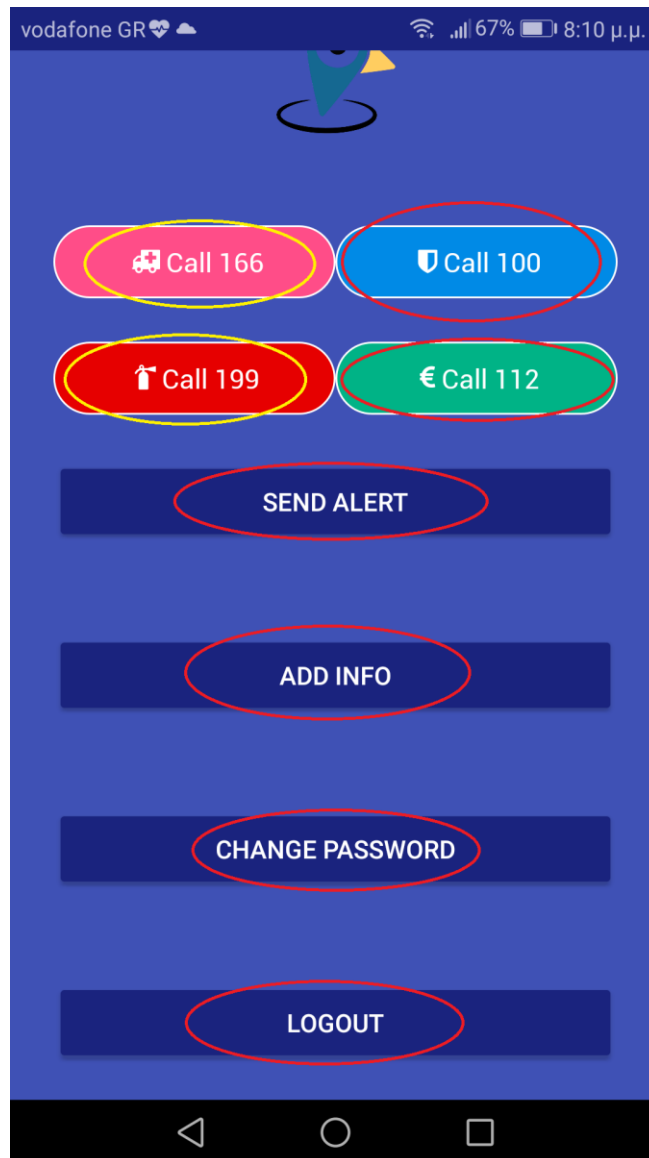 vodafone GR 67% 8:10 μ.μ.
Call 166 Call 100
Call 199 € Call 112
SEND ALERT
ADD INFO
CHANGE PASSWORD
LOGOUT